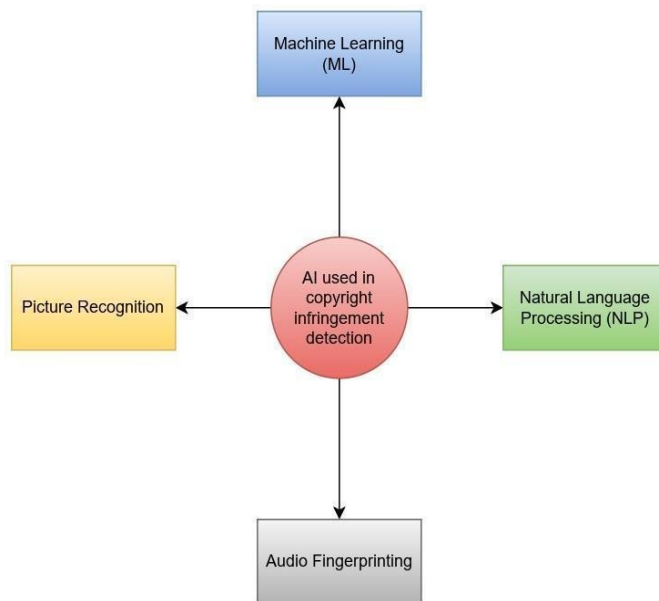 Machine Learning
(ML)
Picture Recognition
AI used in
copyright
infringement
detection
Natural Language
Processing (NLP)
Audio Fingerprinting